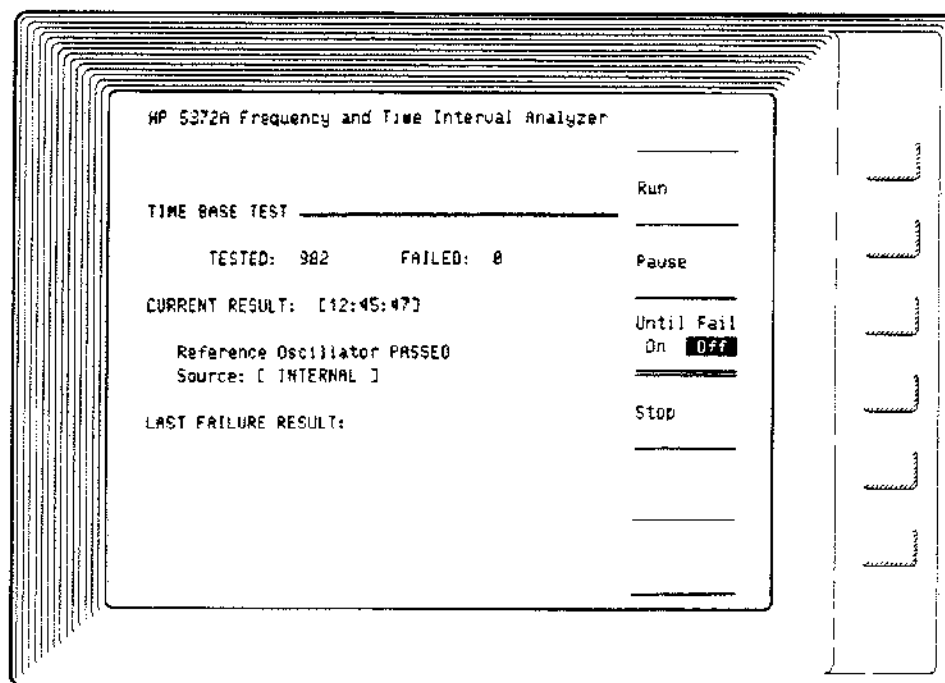 HP 5372A Frequency and Time Interval Analyzer
TIME BASE TEST
TESTED: 982 FAILED: 0
CURRENT RESULT: [12:45:47]
Reference Oscillator PASSED
Source: [ INTERNAL ]
LAST FAILURE RESULT:
Run
Pause
Until Fail
On Off
Stop